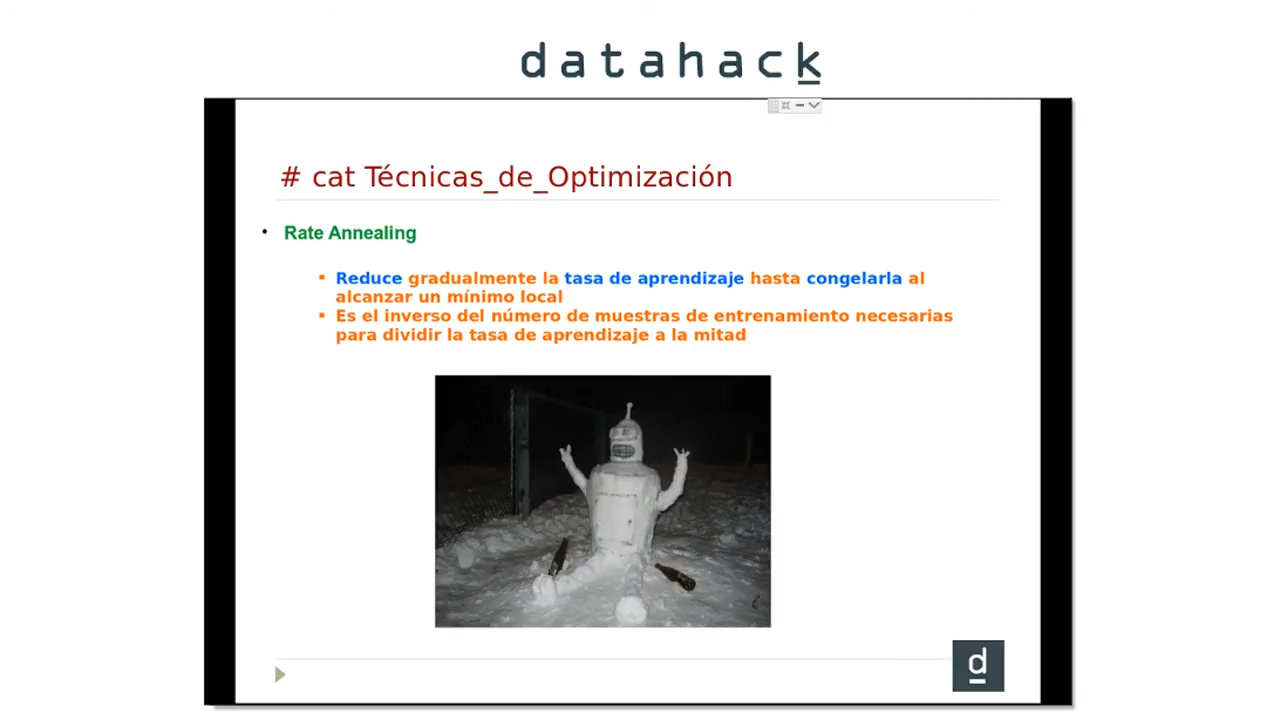 datahack
# cat Técnicas_de_Optimización
• Rate Annealing
▪ Reduce gradualmente la tasa de aprendizaje hasta congelarla al
alcanzar un mínimo local
▪ Es el inverso del número de muestras de entrenamiento necesarias
para dividir la tasa de aprendizaje a la mitad
d